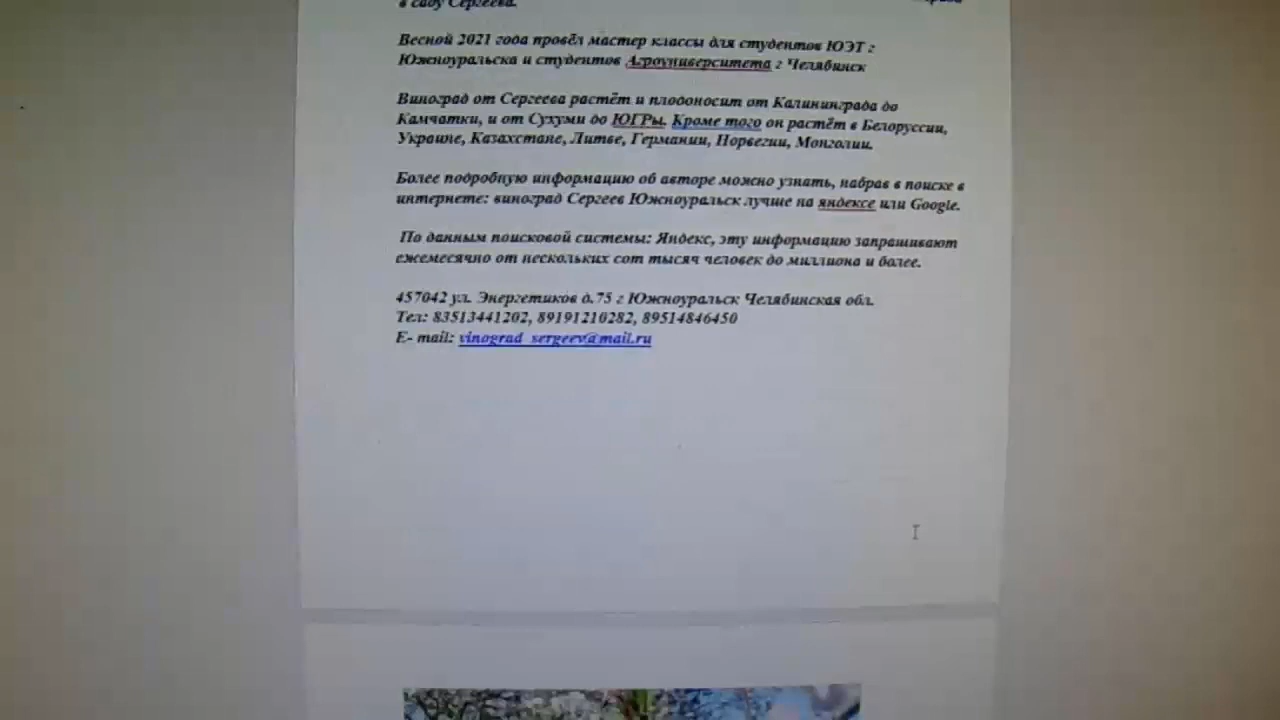 в саду Сергеева.
Весной 2021 года провёл мастер классы для студентов ЮЭТ г
Южноуральска и студентов Агроуниверситета г Челябинск
Виноград от Сергеева растёт и плодоносит от Калининграда до
Камчатки, и от Сухуми до ЮГРы. Кроме того он растёт в Белоруссии,
Украине, Казахстане, Литве, Германии, Норвегии, Монголии.
Более подробную информацию об авторе можно узнать, набрав в поиске в
интернете: виноград Сергеев Южноуральск лучше на яндексе или Google.
По данным поисковой системы: Яндекс, эту информацию запрашивают
ежемесячно от нескольких сот тысяч человек до миллиона и более.
457042 ул. Энергетиков д.75 г Южноуральск Челябинская обл.
Тел: 83513441202, 89191210282, 89514846450
E- mail: vinograd_sergeev@mail.ru